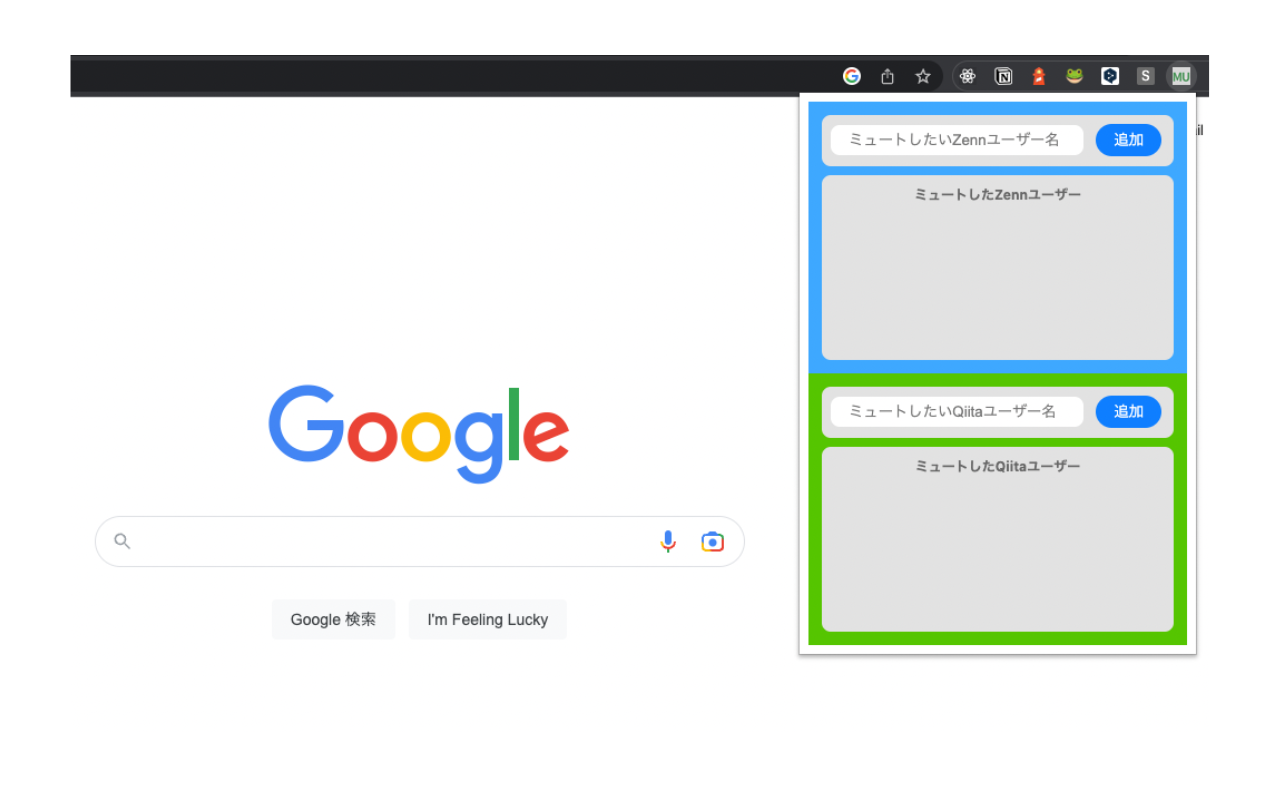 S
MU
il
ミュートしたいZennユーザー名
追加
ミュートしたZennユーザー
ミュートしたいQiitaユーザー名
追加
ミュートしたQiitaユーザー
Google
Google 検索
I'm Feeling Lucky